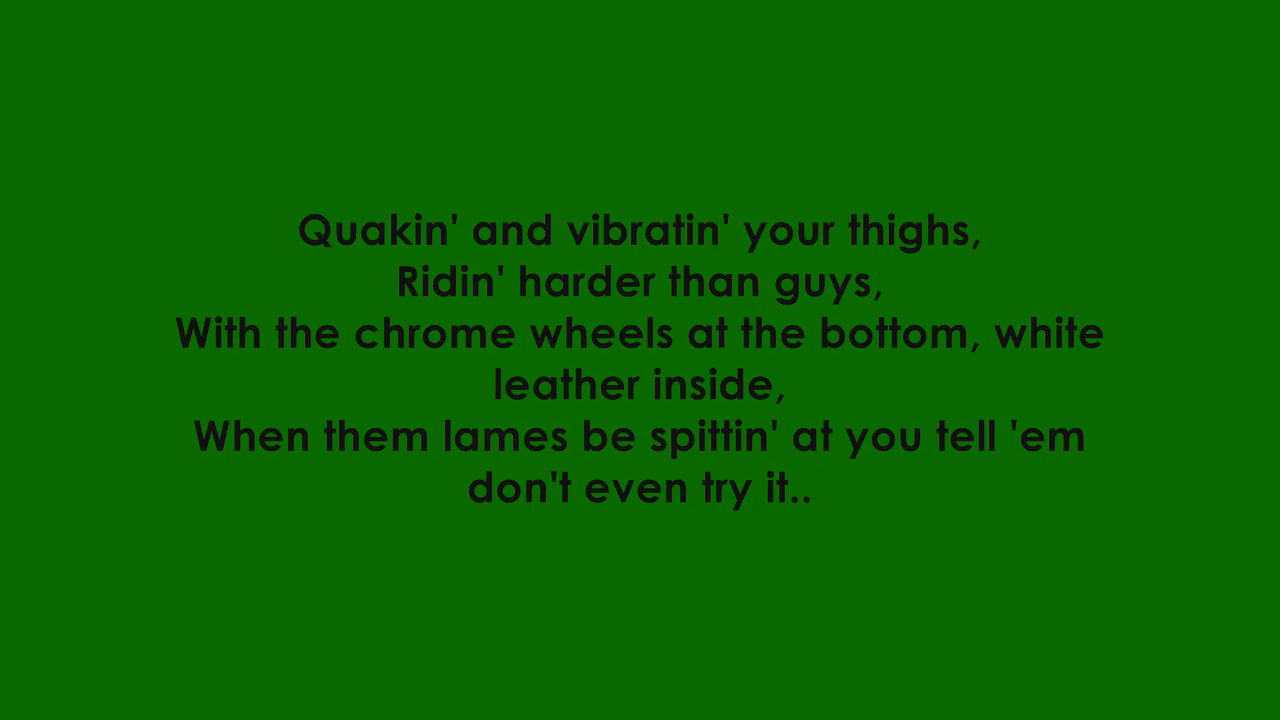 Quakin' and vibratin' your thighs,
Ridin' harder than guys,
With the chrome wheels at the bottom, white
leather inside,
When them lames be spittin' at you tell 'em
don't even try it..